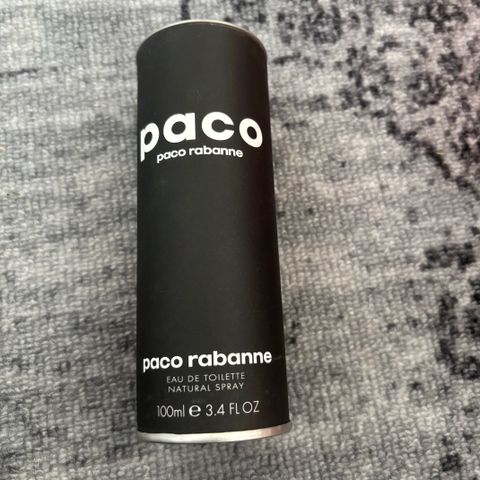 paco
paco rabanne
paco rabanne
EAU DE TOILETTE
NATURAL SPRAY
100ml ℮ 3.4 FL OZ